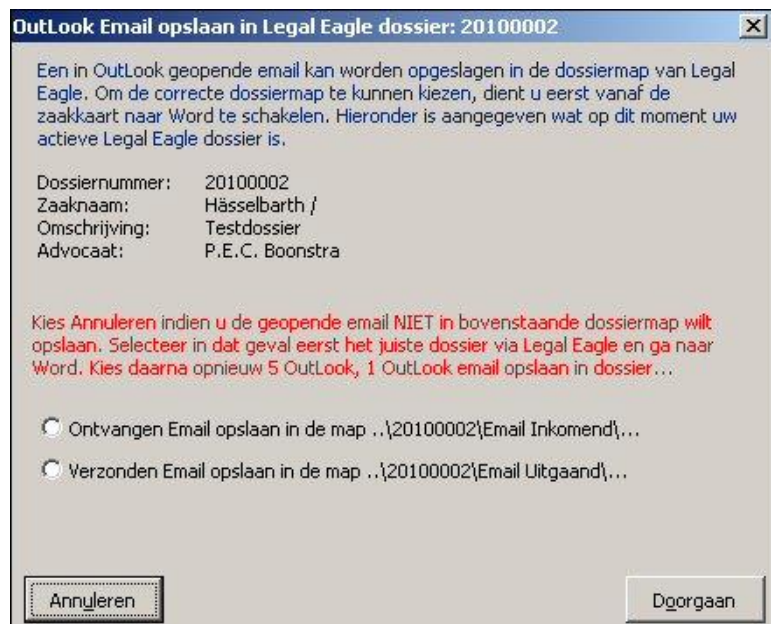 OutLook Email opslaan in Legal Eagle dossier: 20100002
Een in OutLook geopende email kan worden opgeslagen in de dossiermap van Legal
Eagle. Om de correcte dossiermap te kunnen kiezen, dient u eerst vanaf de
zaakkaart naar Word te schakelen. Hieronder is aangegeven wat op dit moment uw
actieve Legal Eagle dossier is.
Dossiernummer: 20100002
Zaaknaam: Hässelbarth /
Omschrijving: Testdossier
Advocaat: P.E.C. Boonstra
Kies Annuleren indien u de geopende email NIET in bovenstaande dossiermap wilt
opslaan. Selecteer in dat geval eerst het juiste dossier via Legal Eagle en ga naar
Word. Kies daarna opnieuw 5 OutLook, 1 OutLook email opslaan in dossier...
Ontvangen Email opslaan in de map ..\20100002\Email Inkomend\...
Verzonden Email opslaan in de map ..\20100002\Email Uitgaand\...
Annuleren Doorgaan